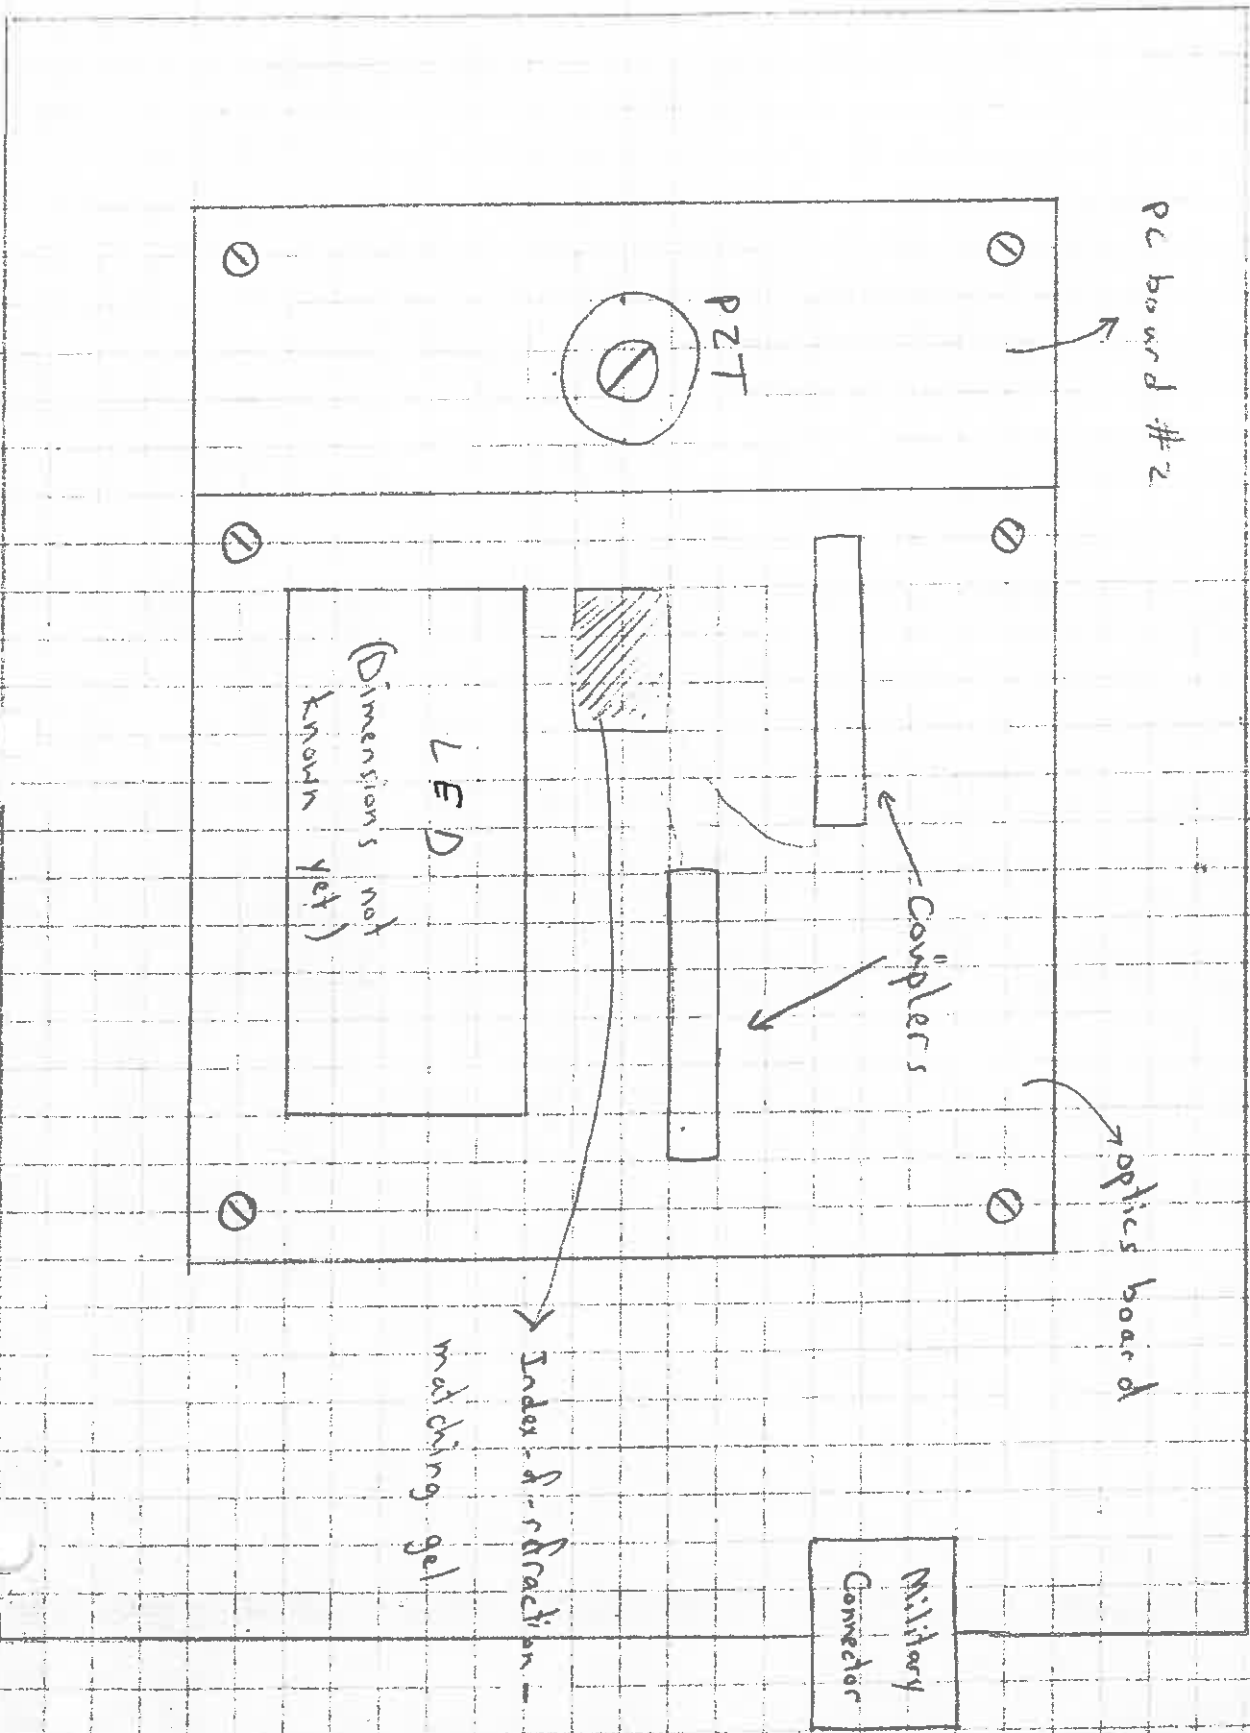 PC board #2
PZT
Couplers
optics board
LED
(Dimensions not
known yet)
Index-of-refraction-
matching gel
Military
Connector